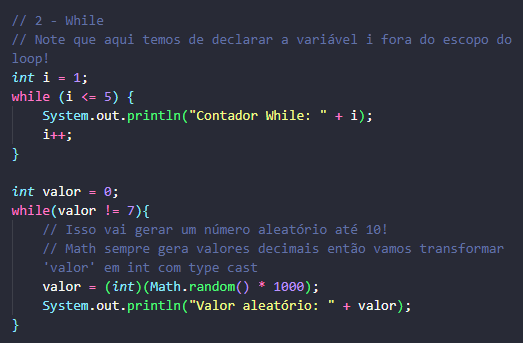 // 2 - While
// Note que aqui temos de declarar a variável i fora do escopo do
loop!
int i = 1;
while (i <= 5) {
    System.out.println("Contador While: " + i);
    i++;
}

int valor = 0;
while(valor != 7){
    // Isso vai gerar um número aleatório até 10!
    // Math sempre gera valores decimais então vamos transformar
    'valor' em int com type cast
    valor = (int)(Math.random() * 1000);
    System.out.println("Valor aleatório: " + valor);
}